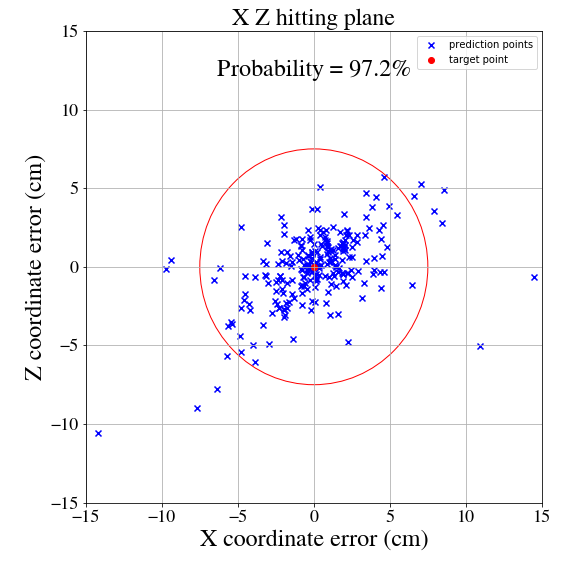 X Z hitting plane
Probability = 97.2%
prediction points
target point
Z coordinate error (cm)
15
10
5
0
−5
−10
−15
−15
−10
−5
0
5
10
15
X coordinate error (cm)